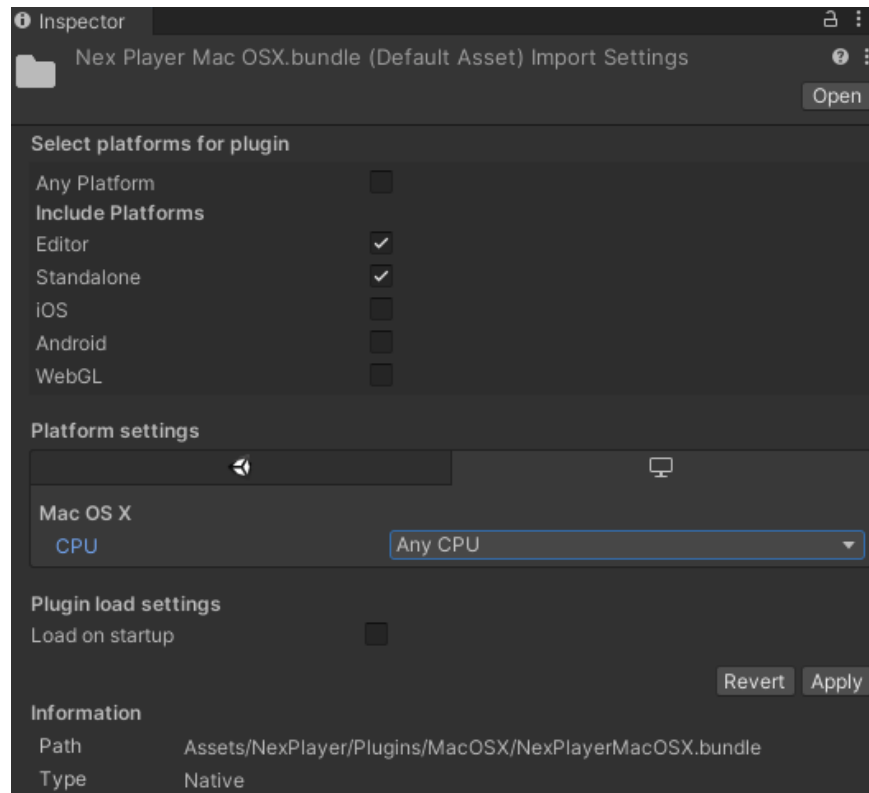 Inspector
Nex Player Mac OSX.bundle (Default Asset) Import Settings
Open
Select platforms for plugin
Any Platform
Include Platforms
Editor
Standalone
iOS
Android
WebGL
Platform settings
Mac OS X
CPU Any CPU
Plugin load settings
Load on startup
Revert Apply
Information
Path Assets/NexPlayer/Plugins/MacOSX/NexPlayerMacOSX.bundle
Type Native